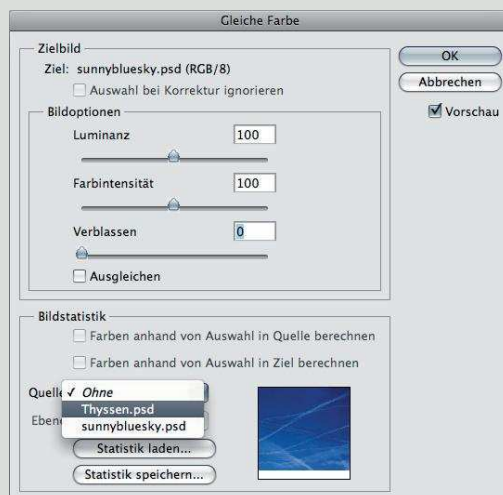 Gleiche Farbe
Zielbild
Ziel: sunnybluesky.psd (RGB/8)
Auswahl bei Korrektur ignorieren
Bildoptionen
Luminanz 100
Farbintensität 100
Verblassen 0
Ausgleichen
OK
Abbrechen
Vorschau
Bildstatistik
Farben anhand von Auswahl in Quelle berechnen
Farben anhand von Auswahl in Ziel berechnen
Quelle ✓ Ohne
Thyssen.psd
Ebene sunnybluesky.psd
Statistik laden...
Statistik speichern...